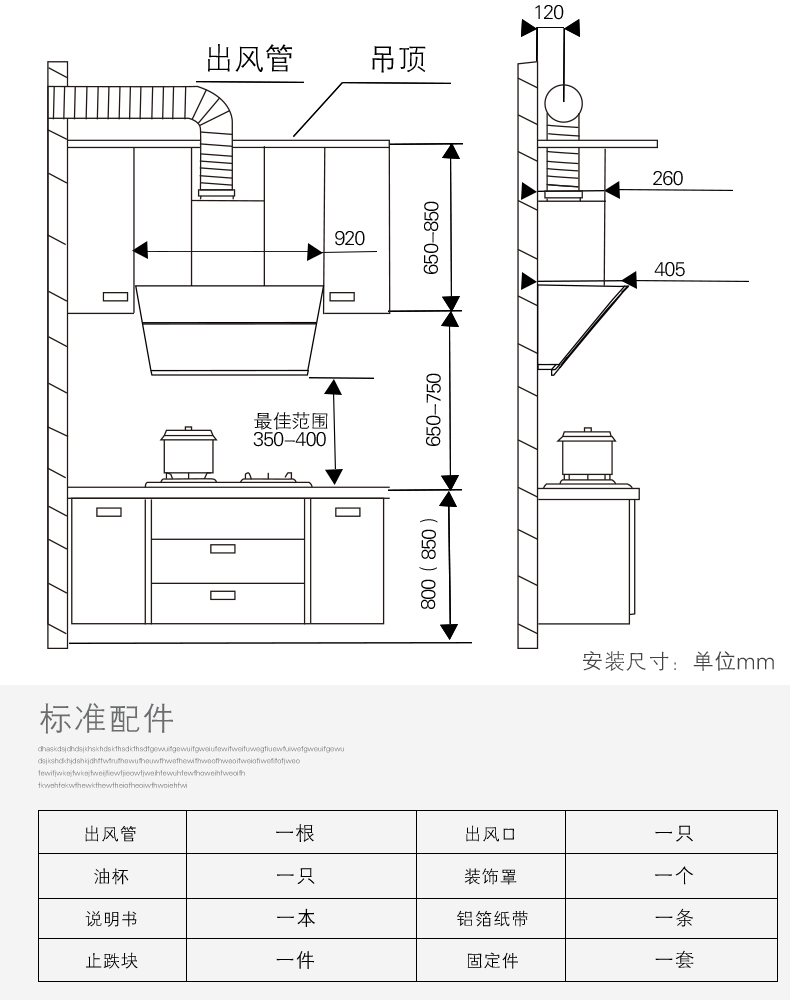 120
出风管
吊顶
260
920
650-850
405
650-750
最佳范围
350-400
800（850）
安装尺寸：单位mm
标准配件
出风管 一根 出风口 一只
油杯 一只 装饰罩 一个
说明书 一本 铝箔纸带 一条
止跌块 一件 固定件 一套